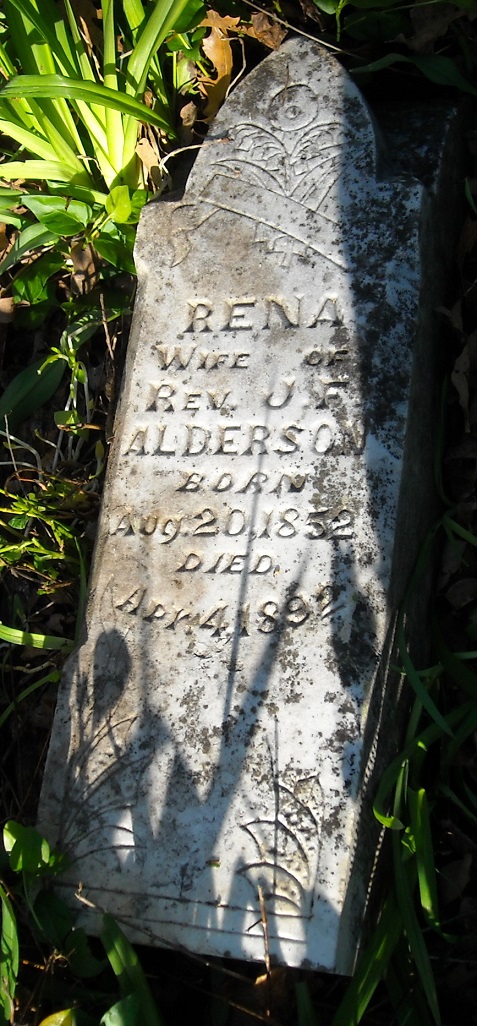 RENA
WIFE OF
REV. J. F.
ALDERSON
BORN
AUG. 20, 1852
DIED
APR. 4, 1892